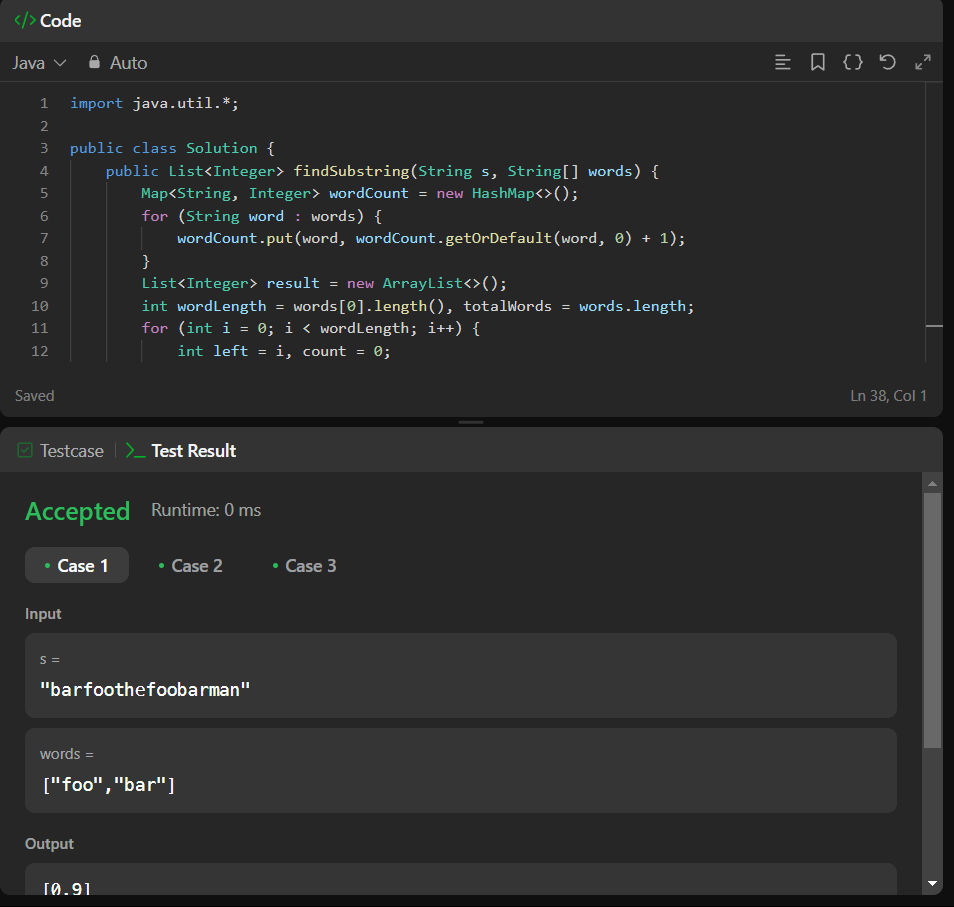 </> Code
Java Auto
1 import java.util.*;
2
3 public class Solution {
4 public List<Integer> findSubstring(String s, String[] words) {
5 Map<String, Integer> wordCount = new HashMap<>();
6 for (String word : words) {
7 wordCount.put(word, wordCount.getOrDefault(word, 0) + 1);
8 }
9 List<Integer> result = new ArrayList<>();
10 int wordLength = words[0].length(), totalWords = words.length;
11 for (int i = 0; i < wordLength; i++) {
12 int left = i, count = 0;
Saved Ln 38, Col 1
Testcase Test Result
Accepted Runtime: 0 ms
Case 1 Case 2 Case 3
Input
s =
"barfoothefoobarman"
words =
["foo","bar"]
Output
[0,9]